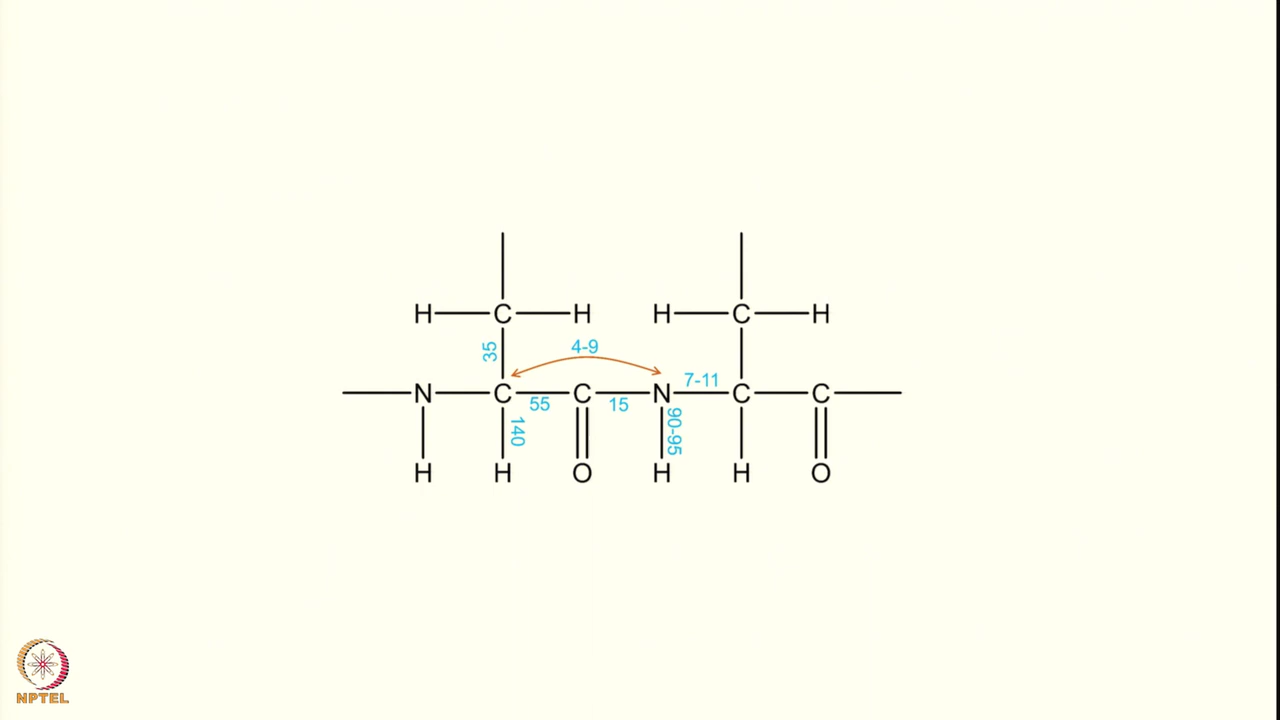 H C H H C H
35 4-9
7-11
N C C N C C
55 15
140 90-95
H H O H H O
NPTEL